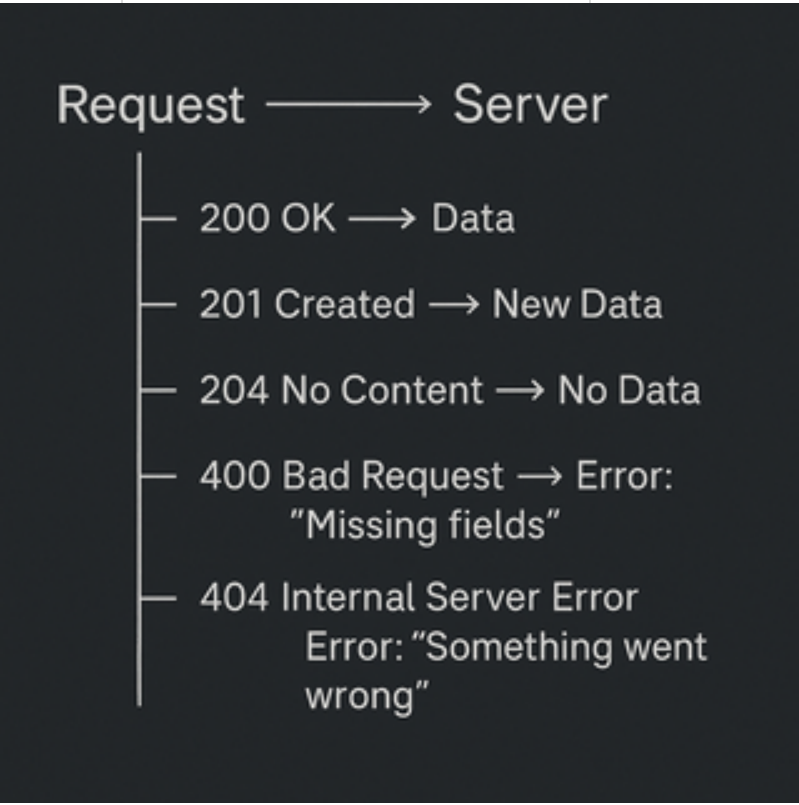 Request ⟶ Server
200 OK ⟶ Data
201 Created ⟶ New Data
204 No Content ⟶ No Data
400 Bad Request ⟶ Error:
"Missing fields"
404 Internal Server Error
Error: "Something went
wrong"